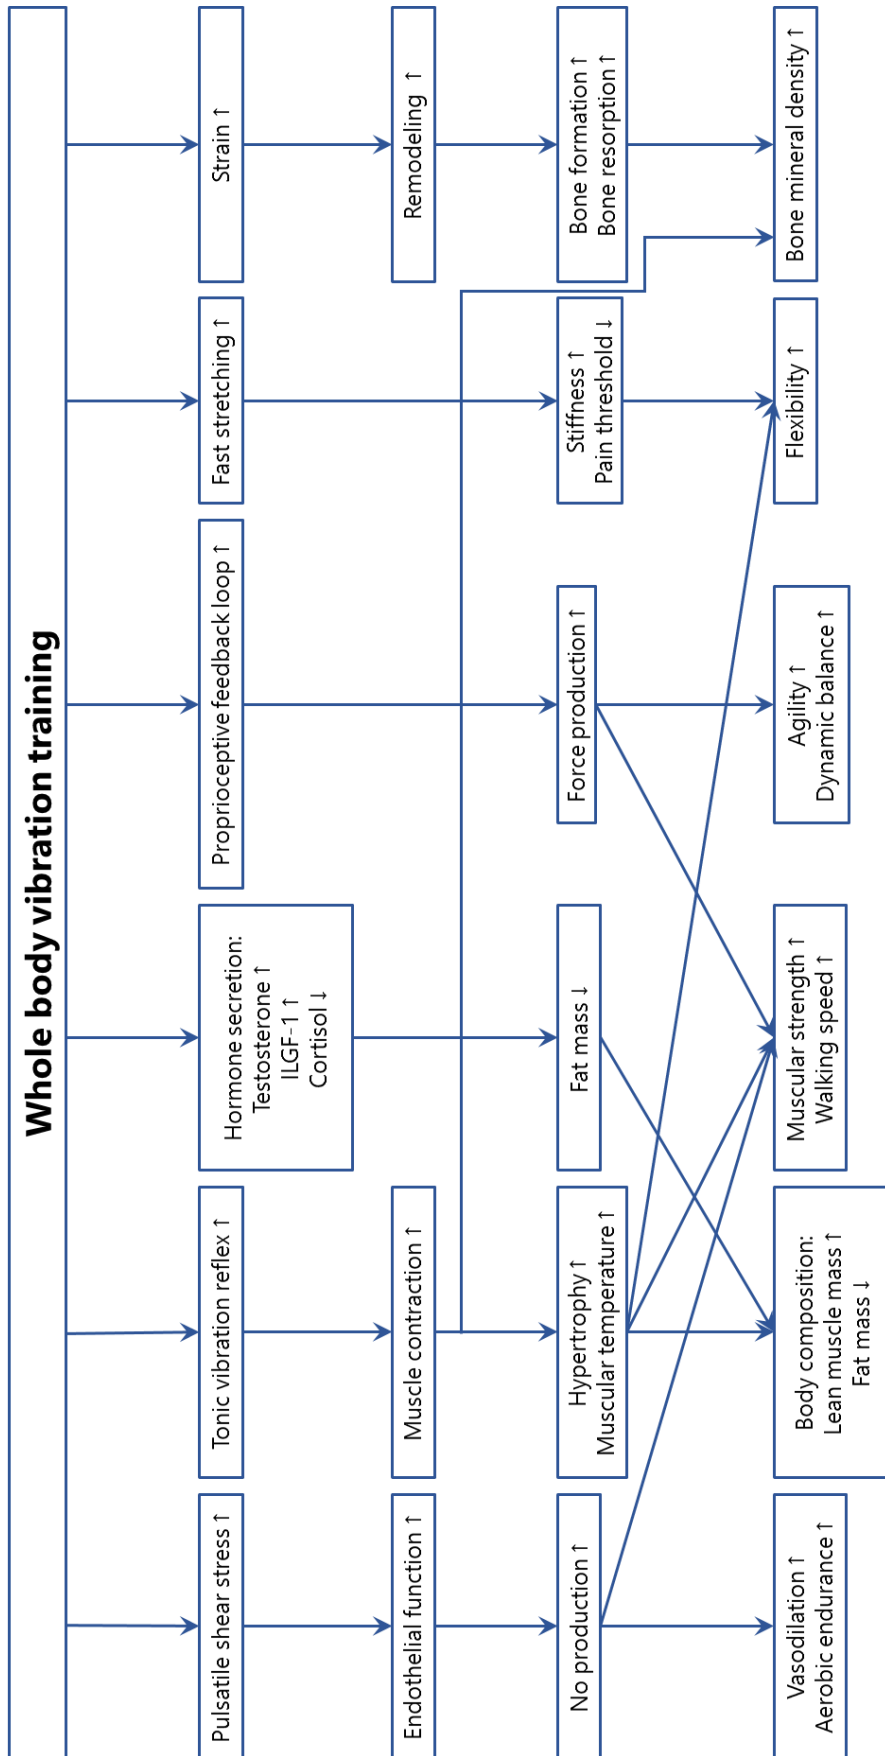 Whole body vibration training
Pulsatile shear stress ↑
Tonic vibration reflex ↑
Hormone secretion:
Testosterone ↑
ILGF-1 ↑
Cortisol ↓
Proprioceptive feedback loop ↑
Fast stretching ↑
Strain ↑
Endothelial function ↑
Muscle contraction ↑
Remodeling ↑
No production ↑
Hypertrophy ↑
Muscular temperature ↑
Fat mass ↓
Force production ↑
Stiffness ↑
Pain threshold ↓
Bone formation ↑
Bone resorption ↑
Vasodilation ↑
Aerobic endurance ↑
Body composition:
Lean muscle mass ↑
Fat mass ↓
Muscular strength ↑
Walking speed ↑
Agility ↑
Dynamic balance ↑
Flexibility ↑
Bone mineral density ↑